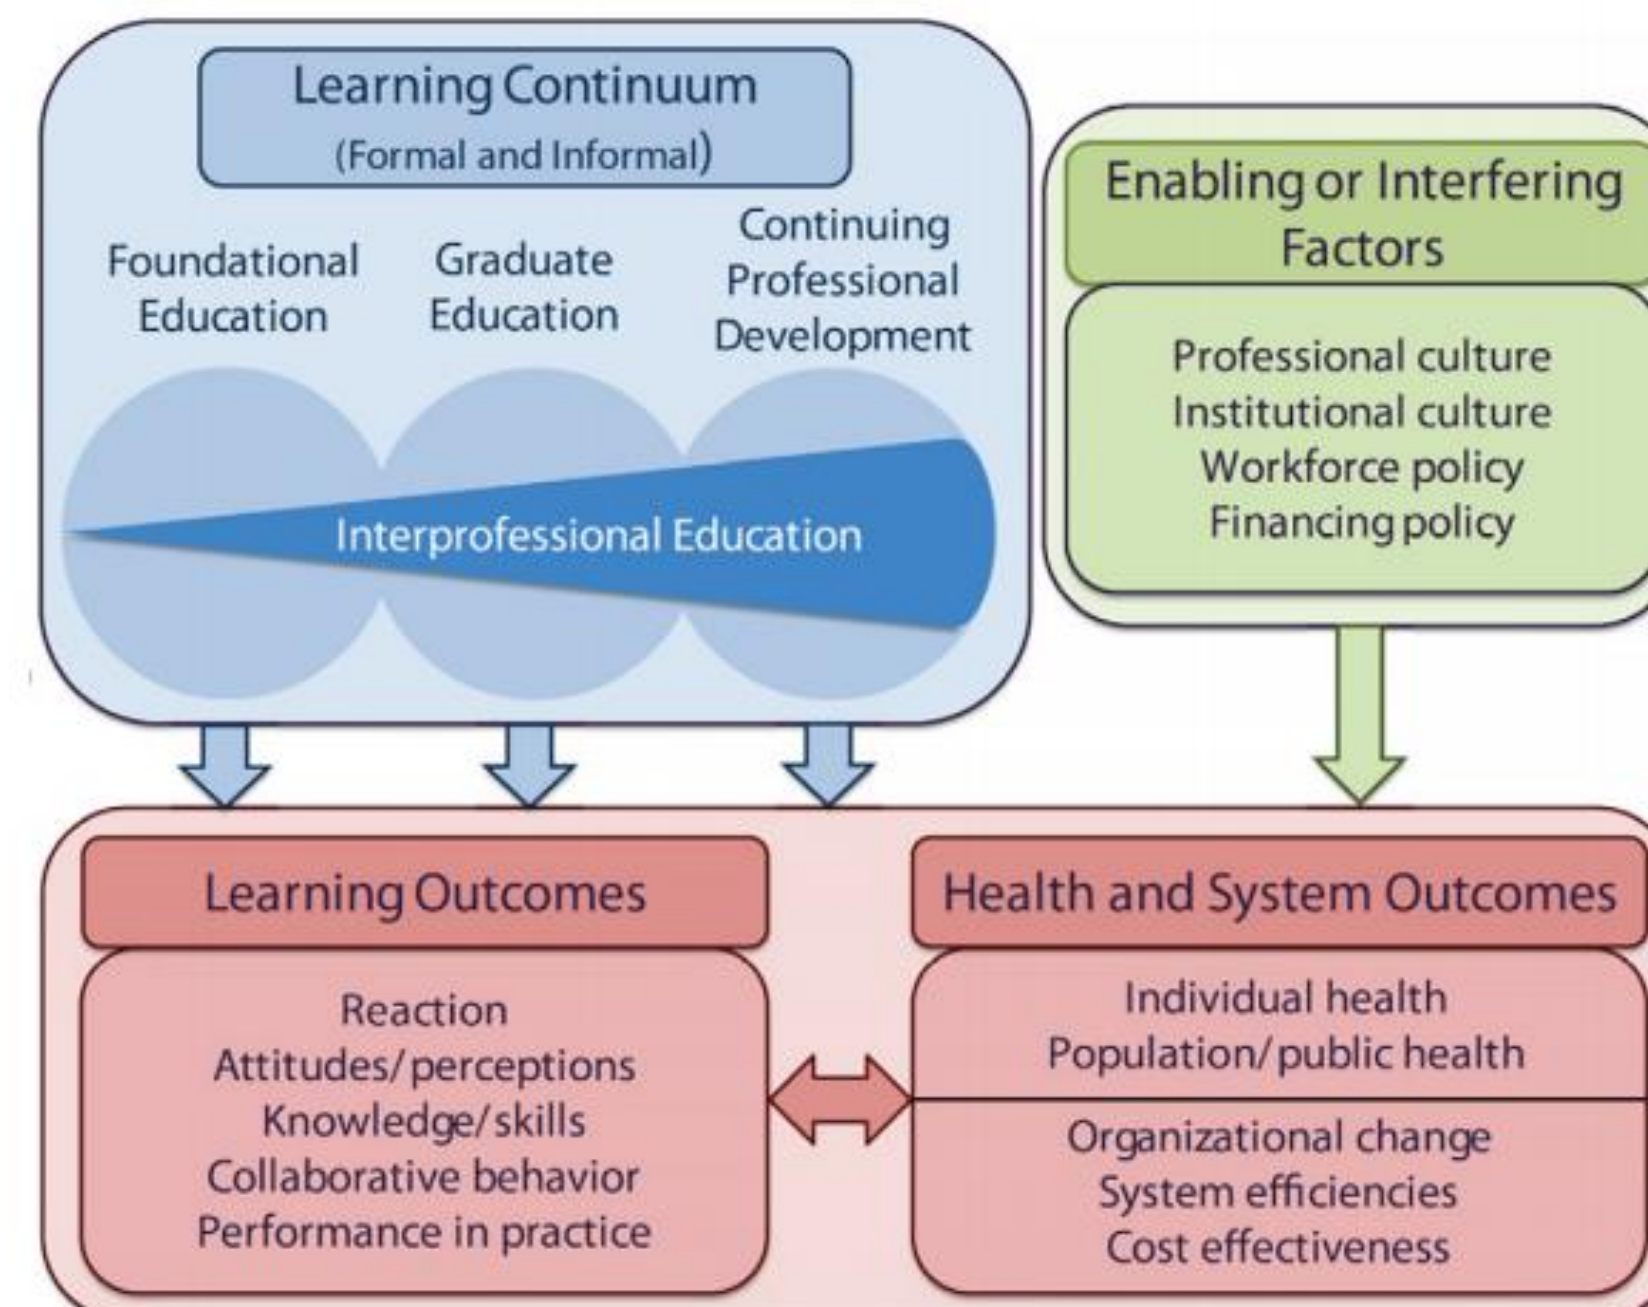 Learning Continuum
(Formal and Informal)
Foundational
Education
Graduate
Education
Continuing
Professional
Development
Interprofessional Education
Enabling or Interfering
Factors
Professional culture
Institutional culture
Workforce policy
Financing policy
Learning Outcomes
Reaction
Attitudes/perceptions
Knowledge/skills
Collaborative behavior
Performance in practice
Health and System Outcomes
Individual health
Population/public health
Organizational change
System efficiencies
Cost effectiveness